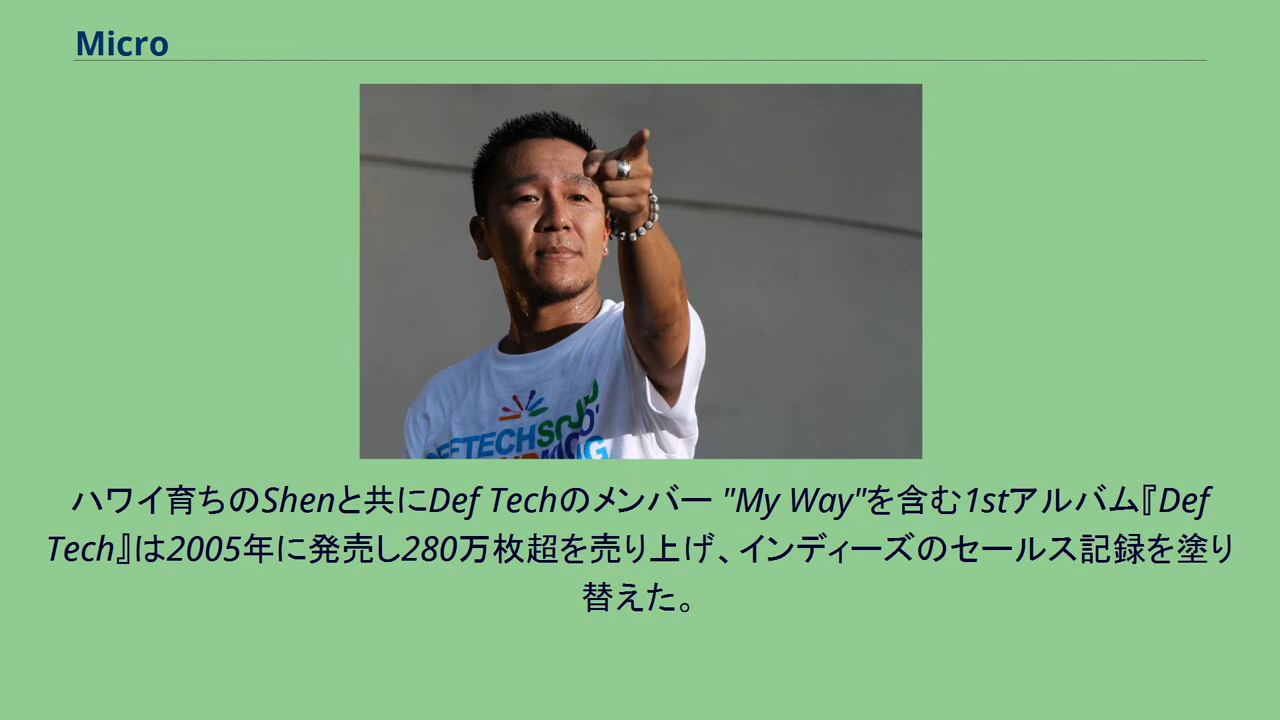 Micro
DEFTECH
ハワイ育ちのShenと共にDef Techのメンバー "My Way"を含む1stアルバム『Def
Tech』は2005年に発売し280万枚超を売り上げ、インディーズのセールス記録を塗り
替えた。